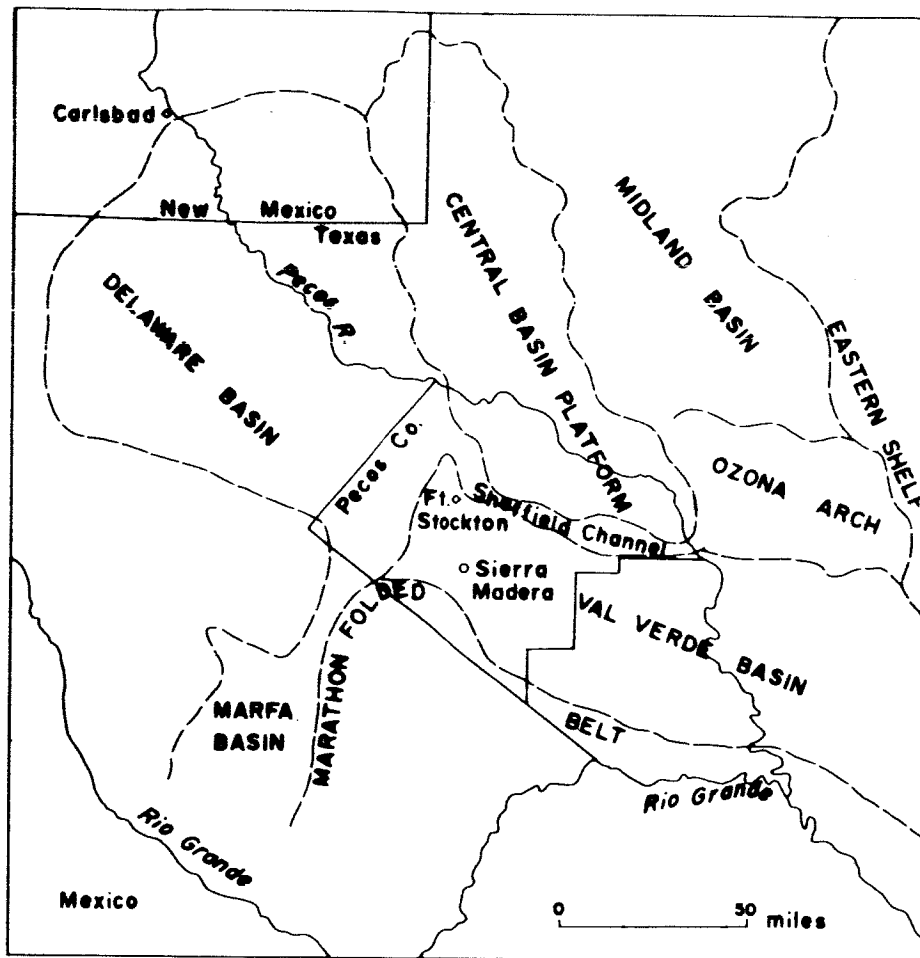 Carlsbad
New Mexico
Texas
Pecos R.
DELAWARE BASIN
CENTRAL BASIN PLATFORM
MIDLAND BASIN
EASTERN SHELF
Pecos Co.
Ft.
Stockton
Sheffield Channel
OZONA ARCH
Sierra
Madera
MARATHON FOLDED BELT
VAL VERDE BASIN
MARFA
BASIN
Rio Grande
Rio Grande
Mexico
0 50 miles